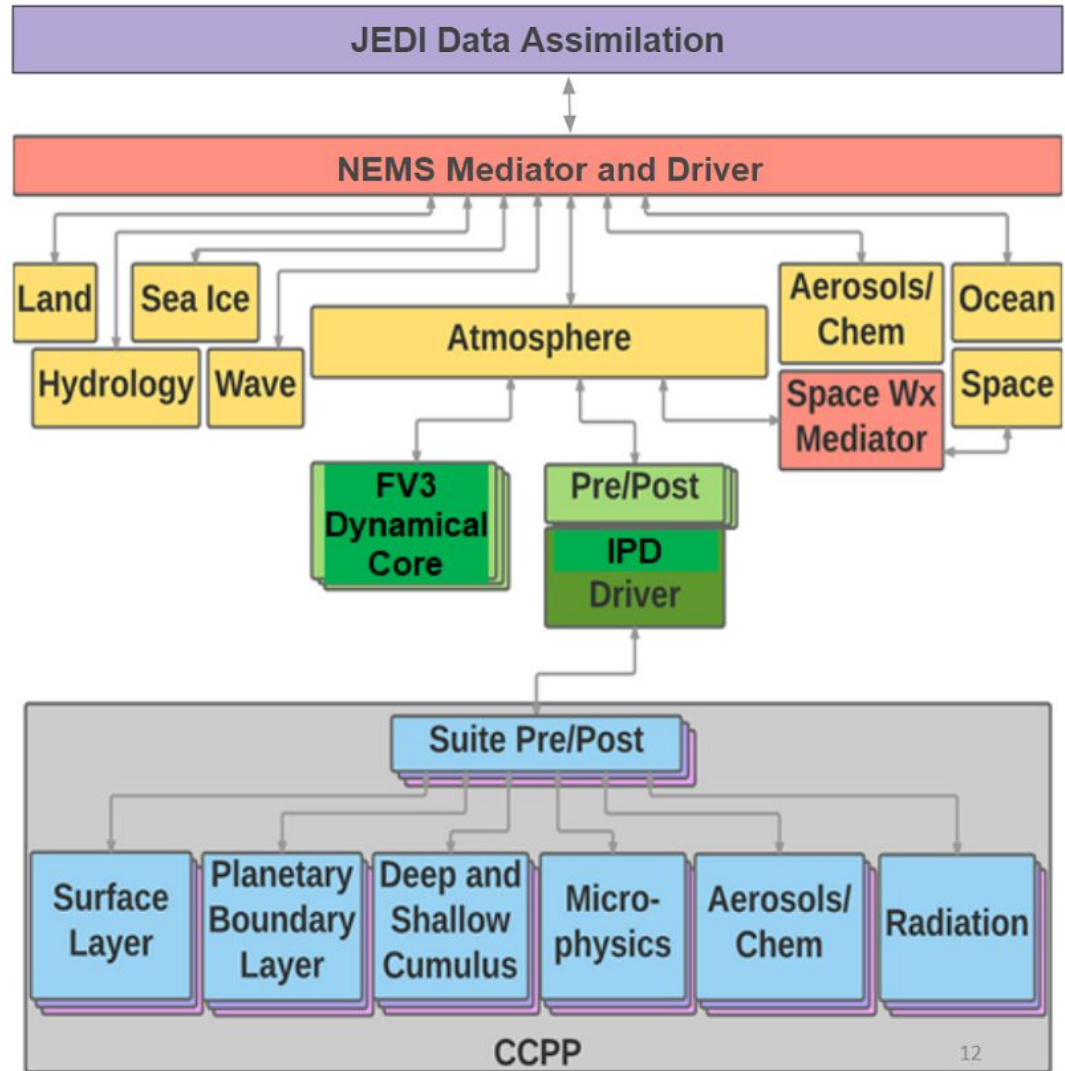 JEDI Data Assimilation
NEMS Mediator and Driver
Land
Sea Ice
Hydrology
Wave
Atmosphere
Aerosols/
Chem
Ocean
Space Wx
Mediator
Space
FV3
Dynamical
Core
Pre/Post
IPD
Driver
Suite Pre/Post
Surface
Layer
Planetary
Boundary
Layer
Deep and
Shallow
Cumulus
Micro-
physics
Aerosols/
Chem
Radiation
CCPP
12